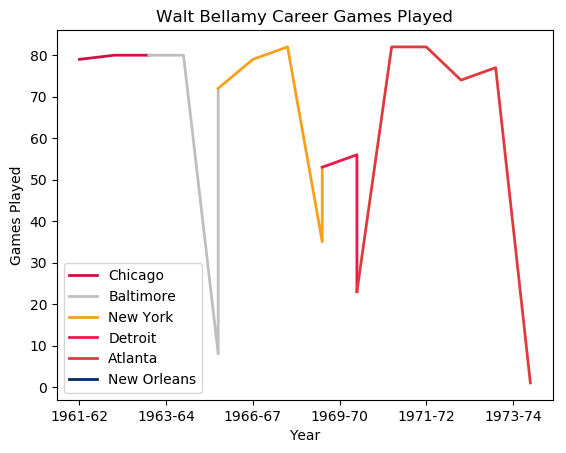 Walt Bellamy Career Games Played
Games Played
80
70
60
50
40
30
20
10
0
Chicago
Baltimore
New York
Detroit
Atlanta
New Orleans
1961-62 1963-64 1966-67 1969-70 1971-72 1973-74
Year